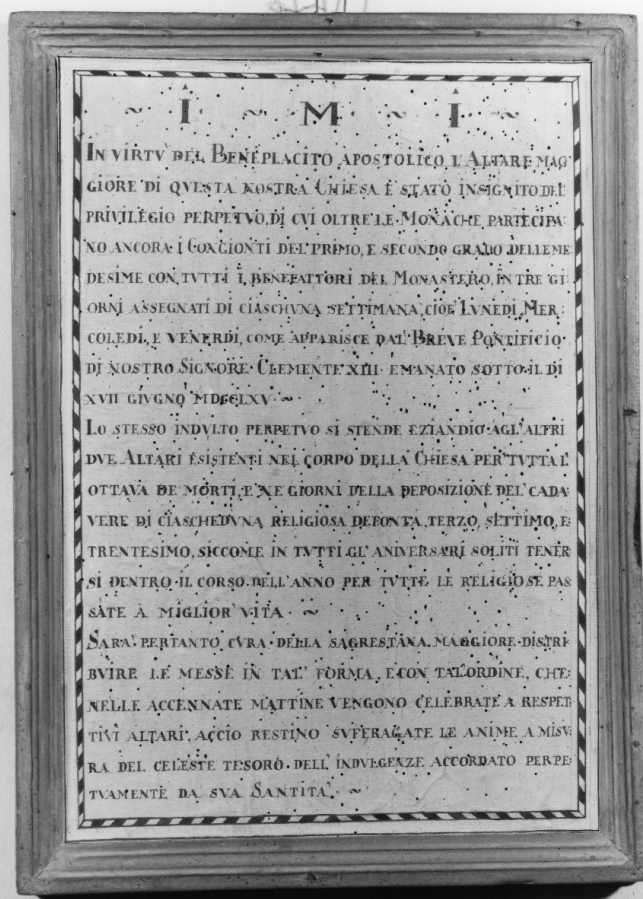 I M I
IN VIRTV' DEL BENEPLACITO APOSTOLICO L'ALTARE MAG
GIORE DI QVESTA NOSTRA CHIESA È STATO INSIGNITO DEL
PRIVILEGIO PERPETVO, DI CVI OLTRE LE MONACHE PARTECIPA
NO ANCORA I CONGIONTI DEL PRIMO, E SECONDO GRADO DELLE ME
DESIME CON TVTTI I BENEFATTORI DEL MONASTERO, IN TRE GI
ORNI ASSEGNATI DI CIASCHVNA SETTIMANA, CIOE' LVNEDI, MER
COLEDI, E VENERDI, COME APPARISCE DAL BREVE PONTIFICIO
DI NOSTRO SIGNORE CLEMENTE XIII EMANATO SOTTO IL DI
XVII GIVGNO MDCCLXV
LO STESSO INDVLTO PERPETVO SI STENDE EZIANDIO AGL'ALTRI
DVE ALTARI ESISTENTI NEL CORPO DELLA CHIESA PER TVTTA L'
OTTAVA DE MORTI, E NE GIORNI DELLA DEPOSIZIONE DEL CADA
VERE DI CIASCHEDVNA RELIGIOSA DEFONTA, TERZO, SETTIMO, E
TRENTESIMO, SICCOME IN TVTTI GL'ANIVERSARI SOLITI TENER
SI DENTRO IL CORSO DELL'ANNO PER TVTTE LE RELIGIOSE PAS
SATE À MIGLIOR VITA
SARA' PERTANTO CVRA DELLA SAGRESTANA MAGGIORE DISTRI
BVIRE LE MESSE IN TAL' FORMA, E CON TAL'ORDINE, CHE
NELLE ACCENNATE MATTINE VENGONO CELEBRATE A RESPET
TIVI ALTARI, ACCIO RESTINO SVFFRAGATE LE ANIME A MISV
RA DEL CELESTE TESORO DELL'INDVLGENZE ACCORDATO PERPE
TVAMENTE DA SVA SANTITA'